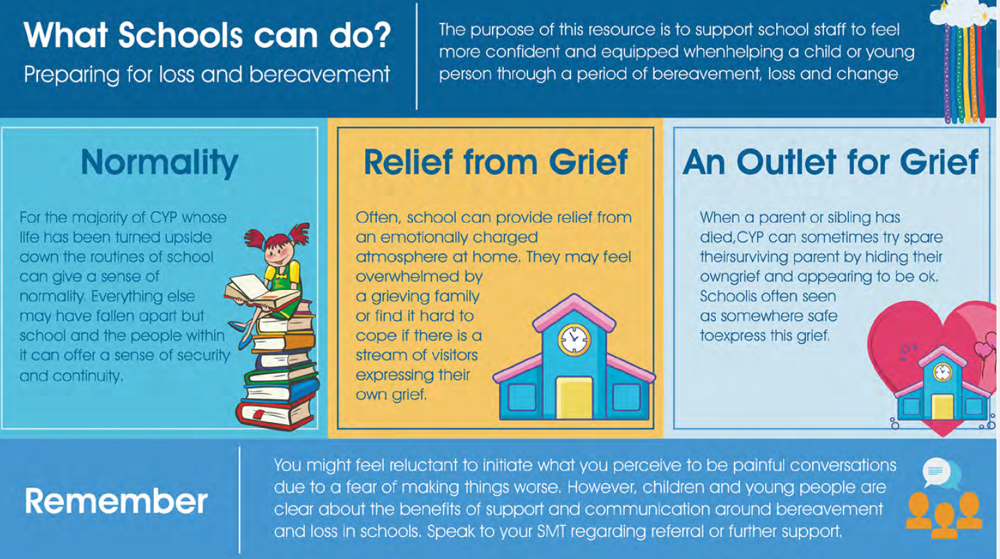 What Schools can do?
Preparing for loss and bereavement
The purpose of this resource is to support school staff to feel
more confident and equipped whenhelping a child or young
person through a period of bereavement, loss and change
Normality
For the majority of CYP whose
life has been turned upside
down the routines of school
can give a sense of
normality. Everything else
may have fallen apart but
school and the people within
it can offer a sense of security
and continuity.
Relief from Grief
Often, school can provide relief from
an emotionally charged
atmosphere at home. They may feel
overwhelmed by
a grieving family
or find it hard to
cope if there is a
stream of visitors
expressing their
own grief.
An Outlet for Grief
When a parent or sibling has
died,CYP can sometimes try spare
theirsurviving parent by hiding their
owngrief and appearing to be ok.
Schoolis often seen
as somewhere safe
toexpress this grief.
Remember
You might feel reluctant to initiate what you perceive to be painful conversations
due to a fear of making things worse. However, children and young people are
clear about the benefits of support and communication around bereavement
and loss in schools. Speak to your SMT regarding referral or further support.